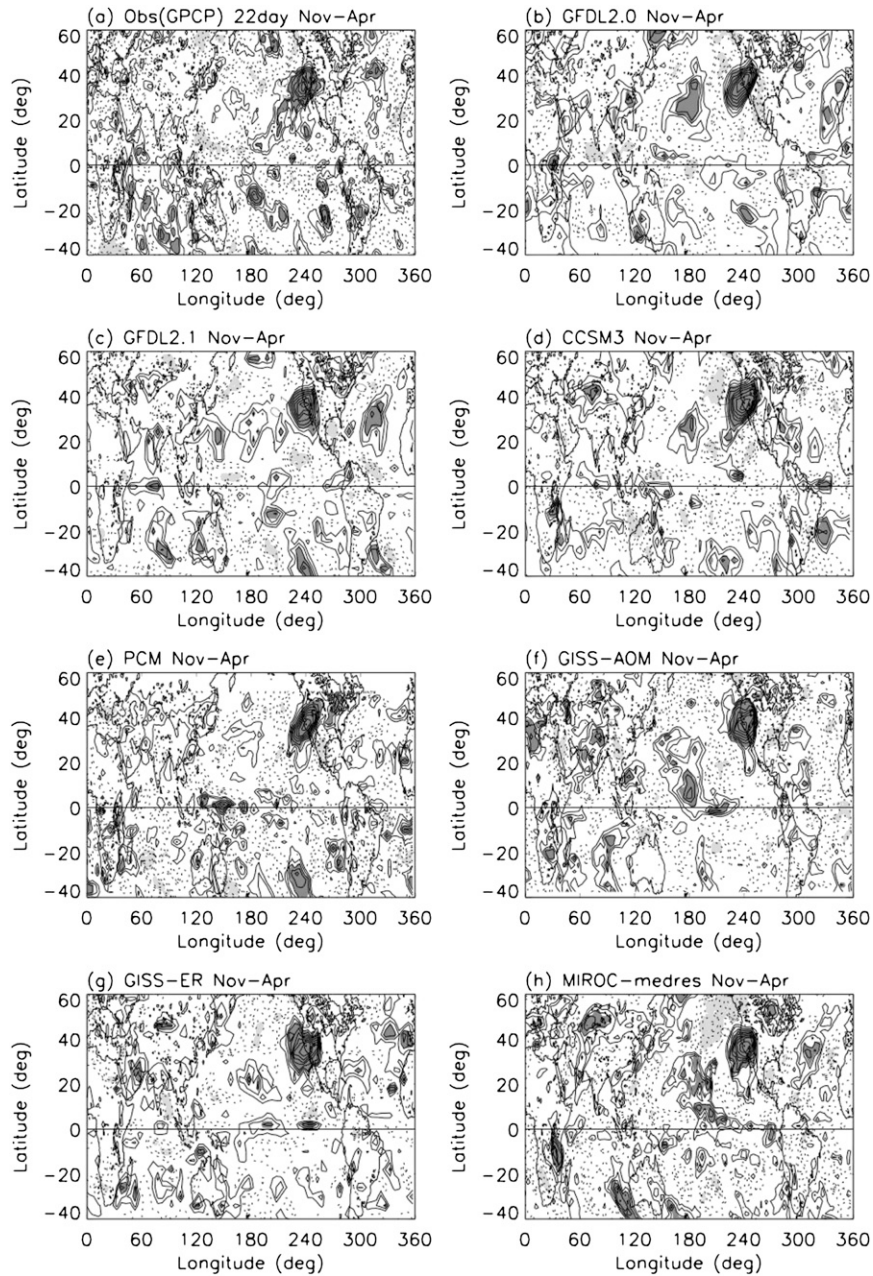 (a) Obs(GPCP) 22day Nov-Apr
60
40
20
0
-20
-40
Latitude (deg)
0 60 120 180 240 300 360
Longitude (deg)
(b) GFDL2.0 Nov-Apr
60
40
20
0
-20
-40
Latitude (deg)
0 60 120 180 240 300 360
Longitude (deg)
(c) GFDL2.1 Nov-Apr
60
40
20
0
-20
-40
Latitude (deg)
0 60 120 180 240 300 360
Longitude (deg)
(d) CCSM3 Nov-Apr
60
40
20
0
-20
-40
Latitude (deg)
0 60 120 180 240 300 360
Longitude (deg)
(e) PCM Nov-Apr
60
40
20
0
-20
-40
Latitude (deg)
0 60 120 180 240 300 360
Longitude (deg)
(f) GISS-AOM Nov-Apr
60
40
20
0
-20
-40
Latitude (deg)
0 60 120 180 240 300 360
Longitude (deg)
(g) GISS-ER Nov-Apr
60
40
20
0
-20
-40
Latitude (deg)
0 60 120 180 240 300 360
Longitude (deg)
(h) MIROC-medres Nov-Apr
60
40
20
0
-20
-40
Latitude (deg)
0 60 120 180 240 300 360
Longitude (deg)